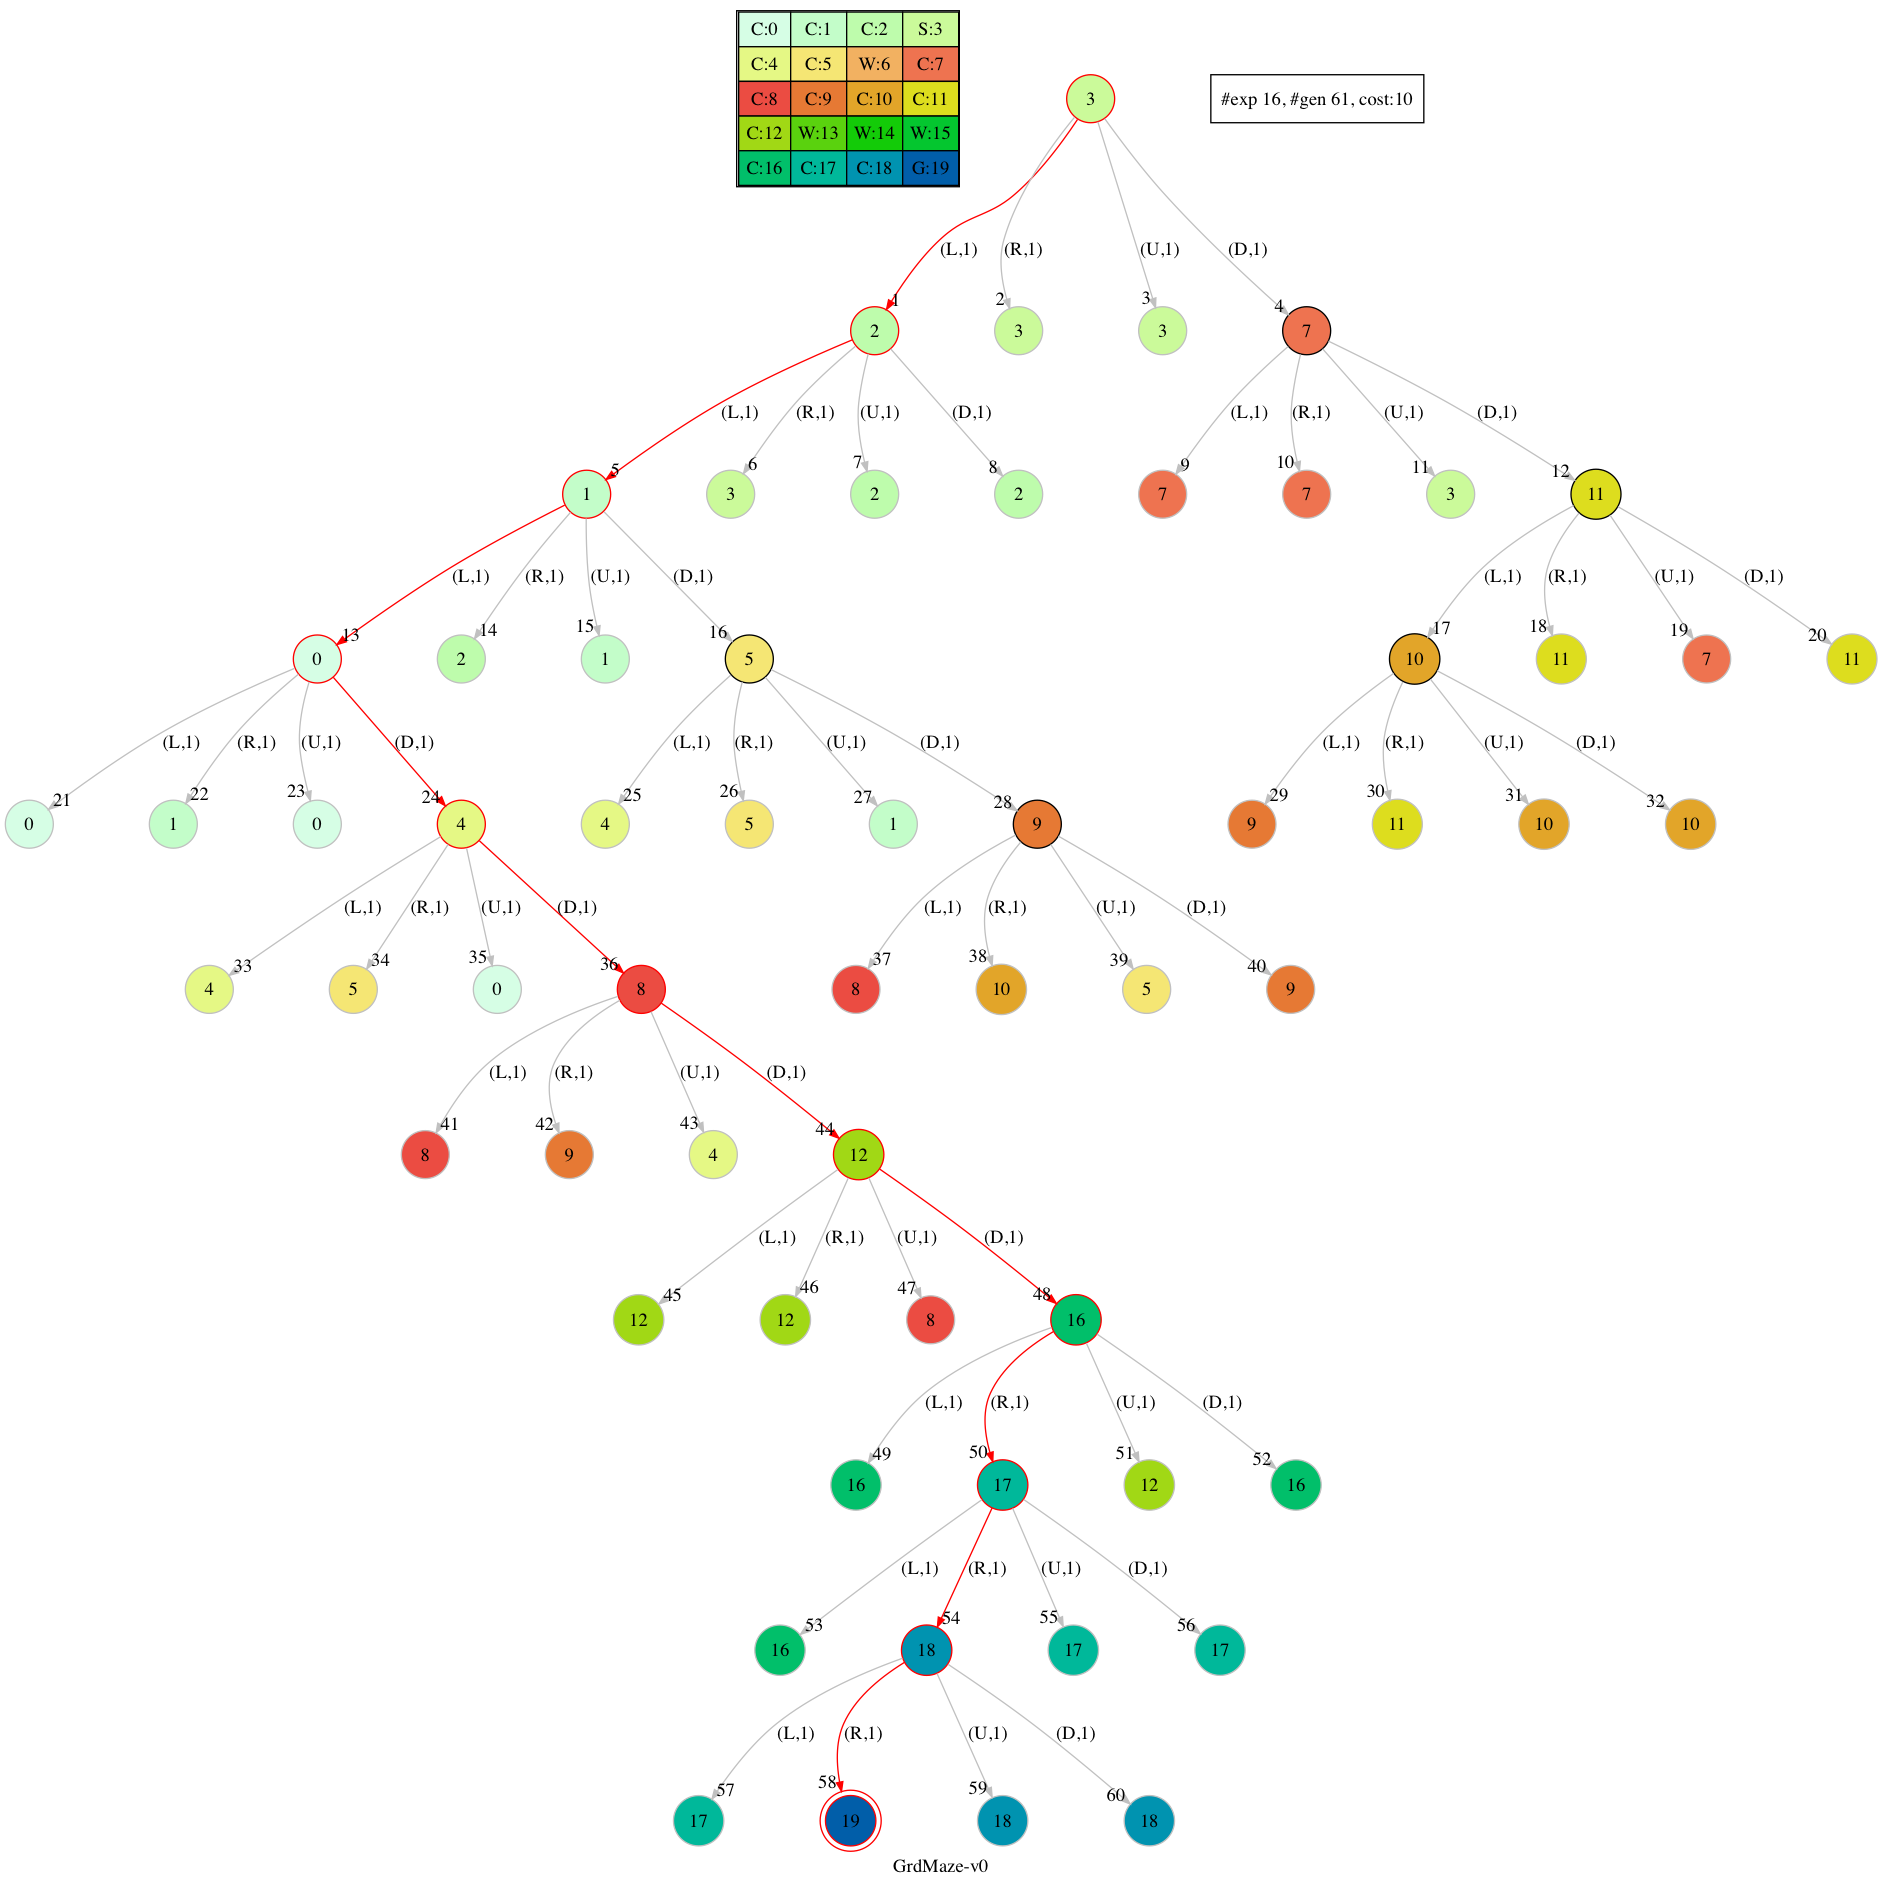 C:0 C:1 C:2 S:3
C:4 C:5 W:6 C:7
C:8 C:9 C:10 C:11
C:12 W:13 W:14 W:15
C:16 C:17 C:18 G:19
3
#exp 16, #gen 61, cost:10
(L,1) (R,1) (U,1) (D,1)
1 2 3 4
2 3 3 7
(L,1) (R,1) (U,1) (D,1) (L,1) (R,1) (U,1) (D,1)
5 6 7 8 9 10 11 12
1 3 2 2 7 7 3 11
(L,1) (R,1) (U,1) (D,1) (L,1) (R,1) (U,1) (D,1)
13 14 15 16 17 18 19 20
0 2 1 5 10 11 7 11
(L,1) (R,1) (U,1) (D,1) (L,1) (R,1) (U,1) (D,1) (L,1) (R,1) (U,1) (D,1)
21 22 23 24 25 26 27 28 29 30 31 32
0 1 0 4 4 5 1 9 9 11 10 10
(L,1) (R,1) (U,1) (D,1) (L,1) (R,1) (U,1) (D,1)
33 34 35 36 37 38 39 40
4 5 0 8 8 10 5 9
(L,1) (R,1) (U,1) (D,1)
41 42 43 44
8 9 4 12
(L,1) (R,1) (U,1) (D,1)
45 46 47 48
12 12 8 16
(L,1) (R,1) (U,1) (D,1)
49 50 51 52
16 17 12 16
(L,1) (R,1) (U,1) (D,1)
53 54 55 56
16 18 17 17
(L,1) (R,1) (U,1) (D,1)
57 58 59 60
17 19 18 18
GrdMaze-v0